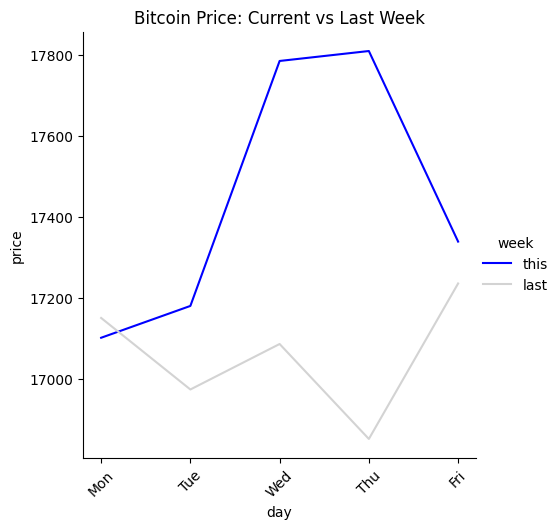 Bitcoin Price: Current vs Last Week
price
17800
17600
17400
17200
17000
Mon
Tue
Wed
Thu
Fri
day
week
this
last